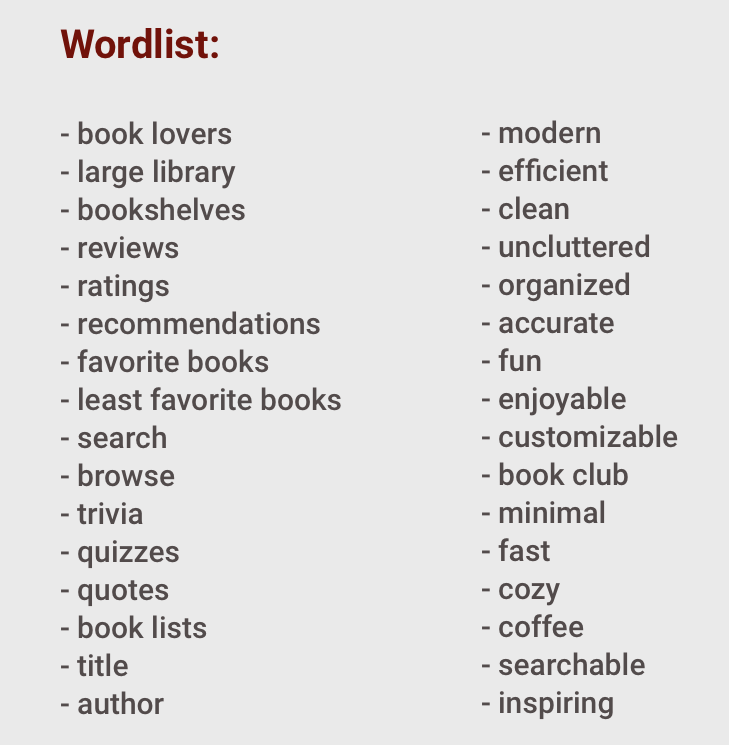 Wordlist:
- book lovers
- large library
- bookshelves
- reviews
- ratings
- recommendations
- favorite books
- least favorite books
- search
- browse
- trivia
- quizzes
- quotes
- book lists
- title
- author
- modern
- efficient
- clean
- uncluttered
- organized
- accurate
- fun
- enjoyable
- customizable
- book club
- minimal
- fast
- cozy
- coffee
- searchable
- inspiring